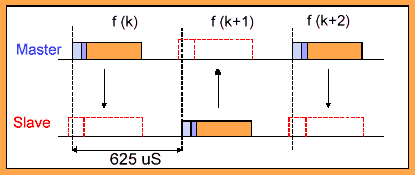 f (k) f (k+1) f (k+2)
Master
Slave
625 uS